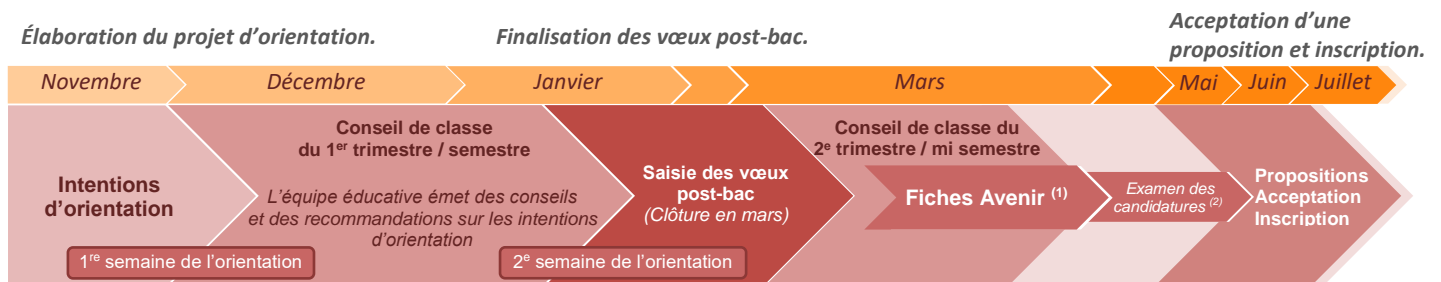 Élaboration du projet d’orientation.
Finalisation des vœux post-bac.
Acceptation d’une
proposition et inscription.
Novembre
Décembre
Janvier
Mars
Mai
Juin
Juillet
Intentions
d’orientation
Conseil de classe
du 1er trimestre / semestre
L’équipe éducative émet des conseils
et des recommandations sur les intentions
d’orientation
Saisie des vœux
post-bac
(Clôture en mars)
Conseil de classe du
2e trimestre / mi semestre
Fiches Avenir (1)
Examen des
candidatures (2)
Propositions
Acceptation
Inscription
1re semaine de l’orientation
2e semaine de l’orientation